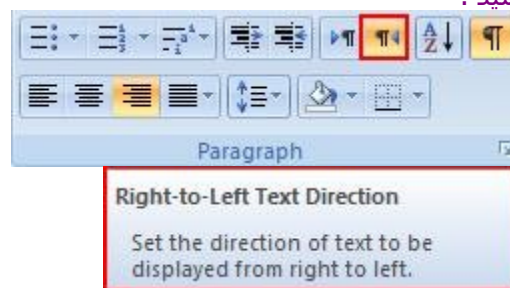 Paragraph
Right-to-Left Text Direction
Set the direction of text to be
displayed from right to left.